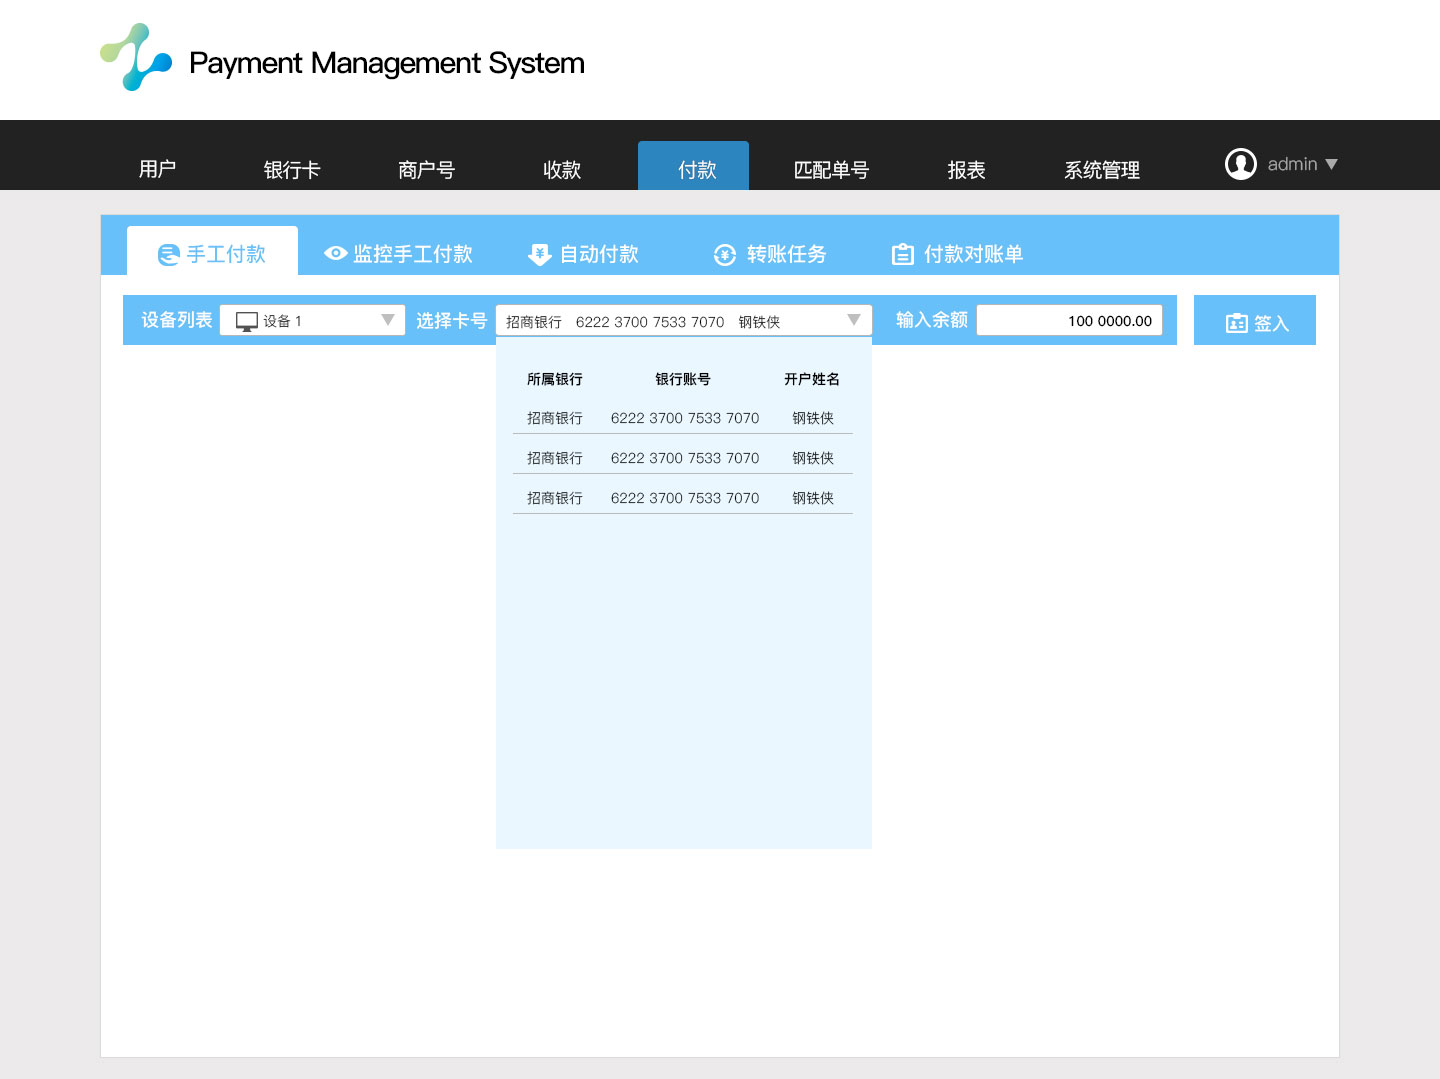 Payment Management System
用户 银行卡 商户号 收款 付款 匹配单号 报表 系统管理 admin
手工付款 监控手工付款 自动付款 转账任务 付款对账单
设备列表 设备 1 选择卡号 招商银行 6222 3700 7533 7070 钢铁侠 输入余额 100 0000.00 签入
所属银行 银行账号 开户姓名
招商银行 6222 3700 7533 7070 钢铁侠
招商银行 6222 3700 7533 7070 钢铁侠
招商银行 6222 3700 7533 7070 钢铁侠